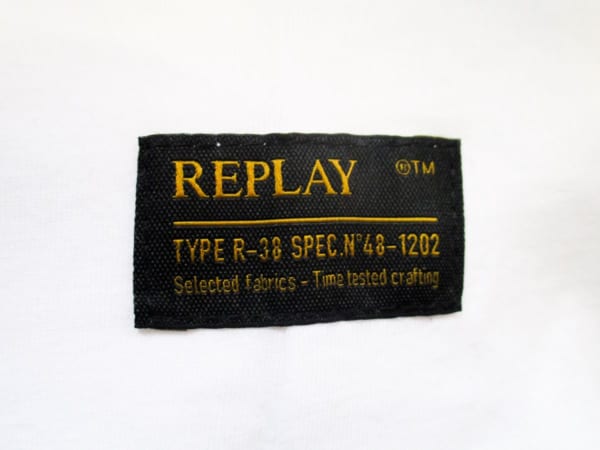 REPLAY ®™
TYPE R-38 SPEC.N°48-1202
Selected fabrics - Time tested crafting